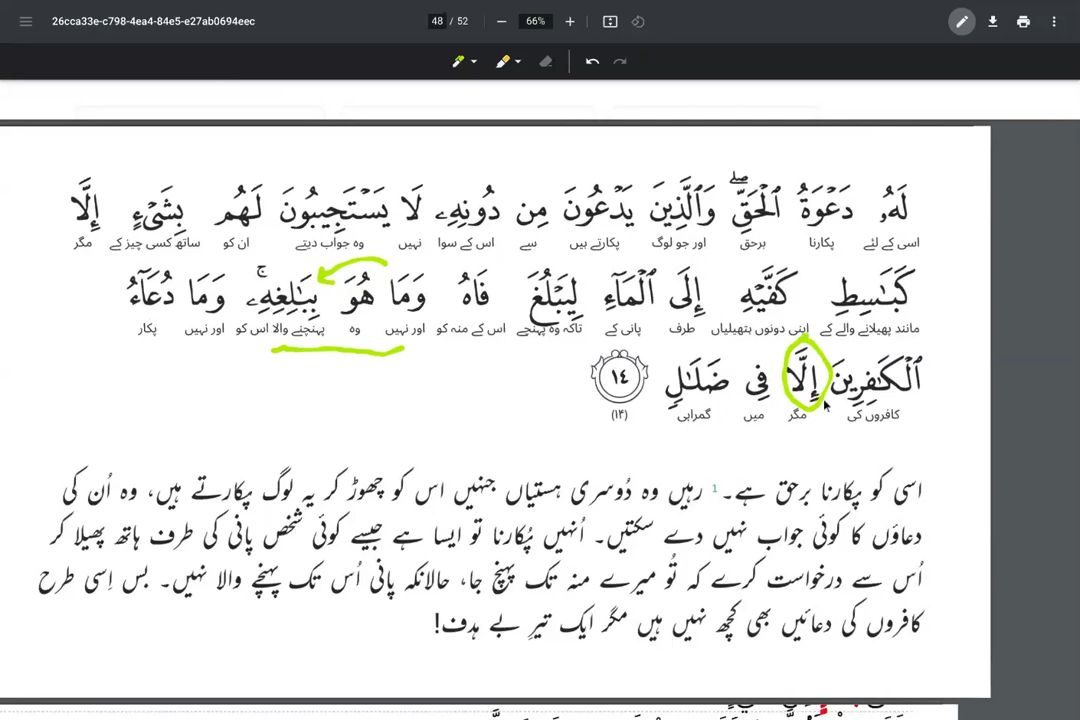 26cca33e-c798-4ea4-84e5-e27ab0694eec
48 / 52
66%
لَهُۥ دَعْوَةُ ٱلْحَقِّ ۖ وَٱلَّذِينَ يَدْعُونَ مِن دُونِهِۦ لَا يَسْتَجِيبُونَ لَهُم بِشَىْءٍ إِلَّا
اسی کے لئے پکارنا برحق اور جو لوگ پکارتے ہیں سے اس کے سوا نہیں وہ جواب دیتے ان کو ساتھ کسی چیز کے مگر
كَبَـٰسِطِ كَفَّيْهِ إِلَى ٱلْمَآءِ لِيَبْلُغَ فَاهُ وَمَا هُوَ بِبَـٰلِغِهِۦ ۚ وَمَا دُعَآءُ
مانند پھیلانے والے کے اپنی دونوں ہتھیلیاں طرف پانی کے تاکہ وہ پہنچے اس کے منہ کو اور نہیں وہ پہنچنے والا اس کو اور نہیں پکار
ٱلْكَـٰفِرِينَ إِلَّا فِى ضَلَـٰلٍ ١٤
کافروں کی مگر میں گمراہی (۱۴)
اسی کو پکارنا برحق ہے۔ 1 رہیں وہ دُوسری ہستیاں جنہیں اس کو چھوڑ کر یہ لوگ پکارتے ہیں، وہ اُن کی
دعاؤں کا کوئی جواب نہیں دے سکتیں۔ اُنہیں پُکارنا تو ایسا ہے جیسے کوئی شخص پانی کی طرف ہاتھ پھیلا کر
اُس سے درخواست کرے کہ تُو میرے منہ تک پہنچ جا، حالانکہ پانی اُس تک پہنچنے والا نہیں۔ بس اِسی طرح
کافروں کی دعائیں بھی کچھ نہیں ہیں مگر ایک تیرِ بے ہدف!